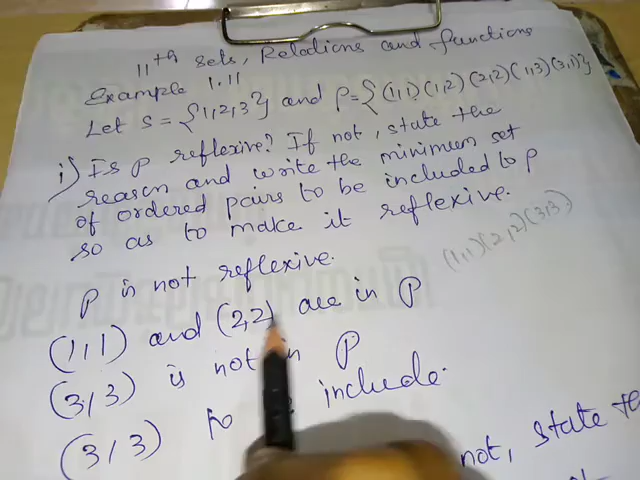 11th Sets, Relations and functions
Example 1.11
Let S = {1,2,3} and ρ = {(1,1)(1,2)(2,2)(1,3)(3,1)}
i) Is ρ reflexive? If not, state the
reason and write the minimum set
of ordered pairs to be included to ρ
so as to make it reflexive.
(1,1)(2,2)(3,3)
ρ is not reflexive.
(1,1) and (2,2) are in ρ
(3,3) is not in ρ
(3,3) to include.
not, state the